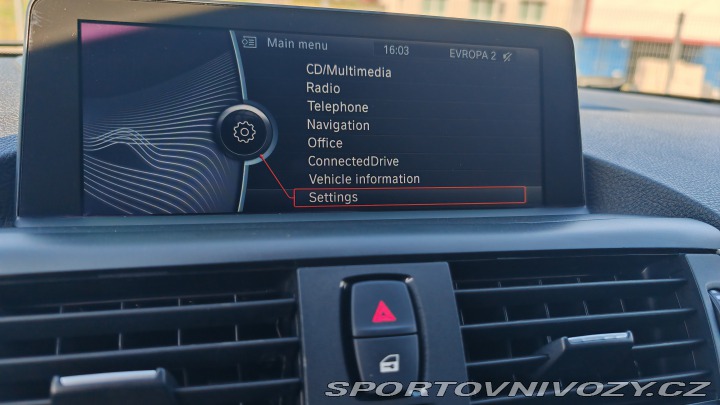 Main menu 16:03 EVROPA 2
CD/Multimedia
Radio
Telephone
Navigation
Office
ConnectedDrive
Vehicle information
Settings
SPORTOVNIVOZY.CZ